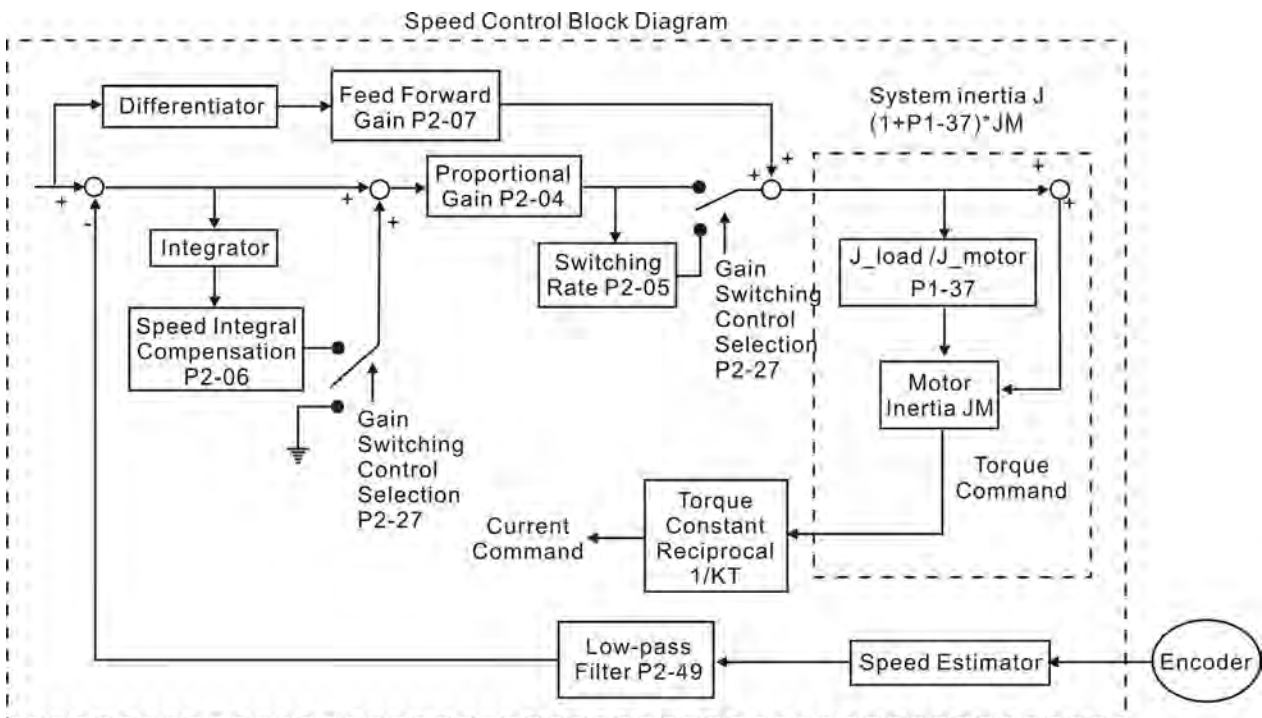 Speed Control Block Diagram
Differentiator
Feed Forward
Gain P2-07
System inertia J
(1+P1-37)*JM
+
-
+
+
Proportional
Gain P2-04
+
+
+
+
Integrator
Switching
Rate P2-05
Gain
Switching
Control
Selection
P2-27
J_load /J_motor
P1-37
Speed Integral
Compensation
P2-06
Motor
Inertia JM
Gain
Switching
Control
Selection
P2-27
Torque
Command
Torque
Constant
Reciprocal
1/KT
Current
Command
Low-pass
Filter P2-49
Speed Estimator
Encoder